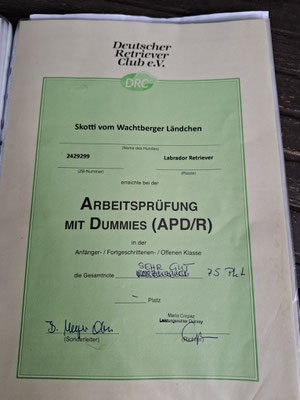 Deutscher
Retriever
Club e.V.
DRC
Skotti vom Wachtberger Ländchen
(Name des Hundes)
2429299 Labrador Retriever
(ZB-Nummer) (Rasse)
erreichte bei der
ARBEITSPRÜFUNG
MIT DUMMIES (APD/R)
in der
Anfänger- / Fortgeschrittenen- / Offenen Klasse
die Gesamtnote SEHR GUT 75 Pkt
- Platz
(Sonderleiter) (Richter)